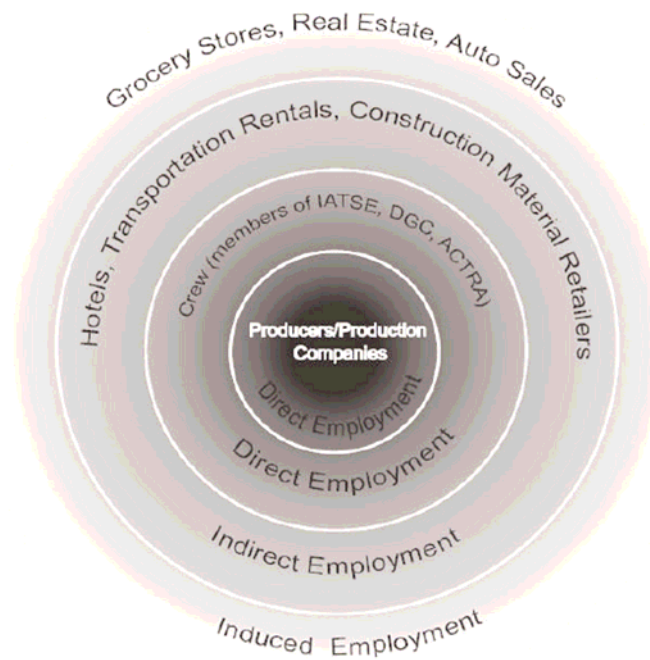 Grocery Stores, Real Estate, Auto Sales
Hotels, Transportation Rentals, Construction Material Retailers
Crew (members of IATSE, DGC, ACTRA)
Producers/Production
Companies
Direct Employment
Direct Employment
Indirect Employment
Induced Employment